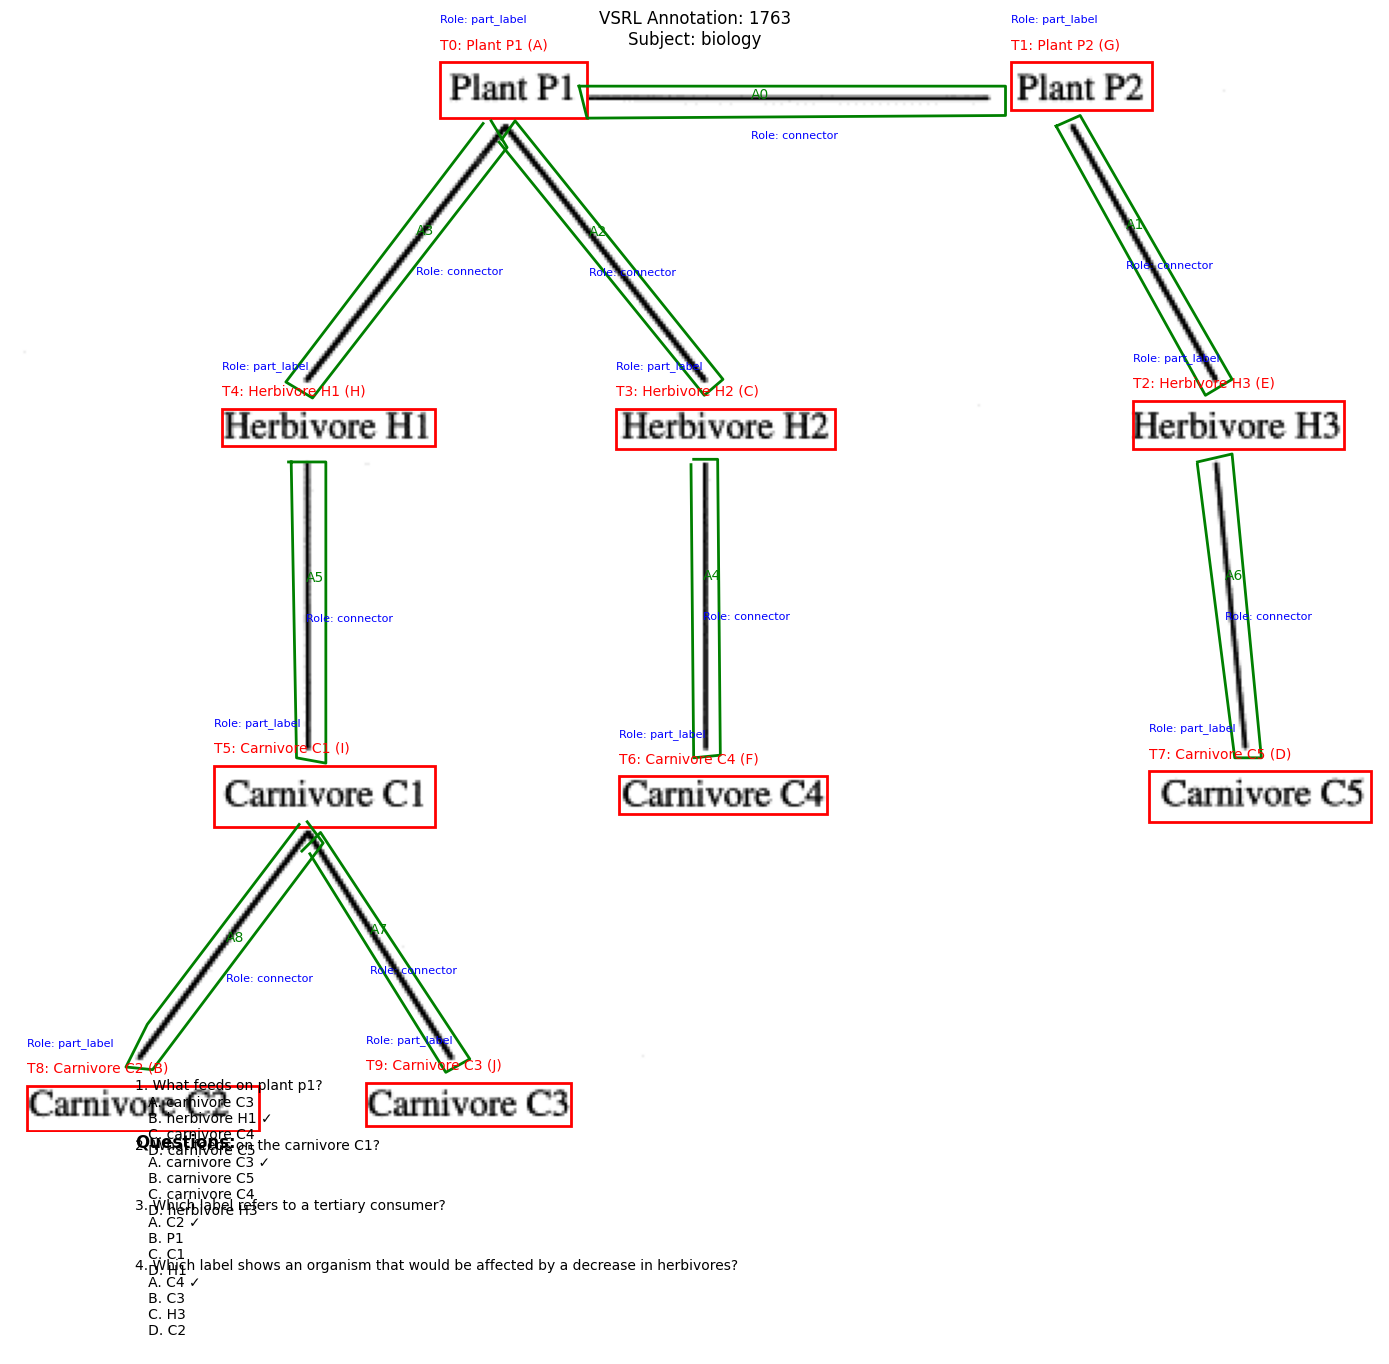 VSRL Annotation: 1763
Subject: biology
Role: part_label
T0: Plant P1 (A)
Plant P1
Role: part_label
T1: Plant P2 (G)
Plant P2
A0
Role: connector
A3
Role: connector
A2
Role: connector
A1
Role: connector
Role: part_label
T4: Herbivore H1 (H)
Herbivore H1
Role: part_label
T3: Herbivore H2 (C)
Herbivore H2
Role: part_label
T2: Herbivore H3 (E)
Herbivore H3
A5
Role: connector
A4
Role: connector
A6
Role: connector
Role: part_label
T5: Carnivore C1 (I)
Carnivore C1
Role: part_label
T6: Carnivore C4 (F)
Carnivore C4
Role: part_label
T7: Carnivore C5 (D)
Carnivore C5
A8
Role: connector
A7
Role: connector
Role: part_label
T8: Carnivore C2 (B)
Carnivore C2
Role: part_label
T9: Carnivore C3 (J)
Carnivore C3
Questions:
1. What feeds on plant p1?
A. carnivore C3
B. herbivore H1 ✓
C. carnivore C4
D. carnivore C5
2. What feeds on the carnivore C1?
A. carnivore C3 ✓
B. carnivore C5
C. carnivore C4
D. herbivore H3
3. Which label refers to a tertiary consumer?
A. C2 ✓
B. P1
C. C1
D. H1
4. Which label shows an organism that would be affected by a decrease in herbivores?
A. C4 ✓
B. C3
C. H3
D. C2